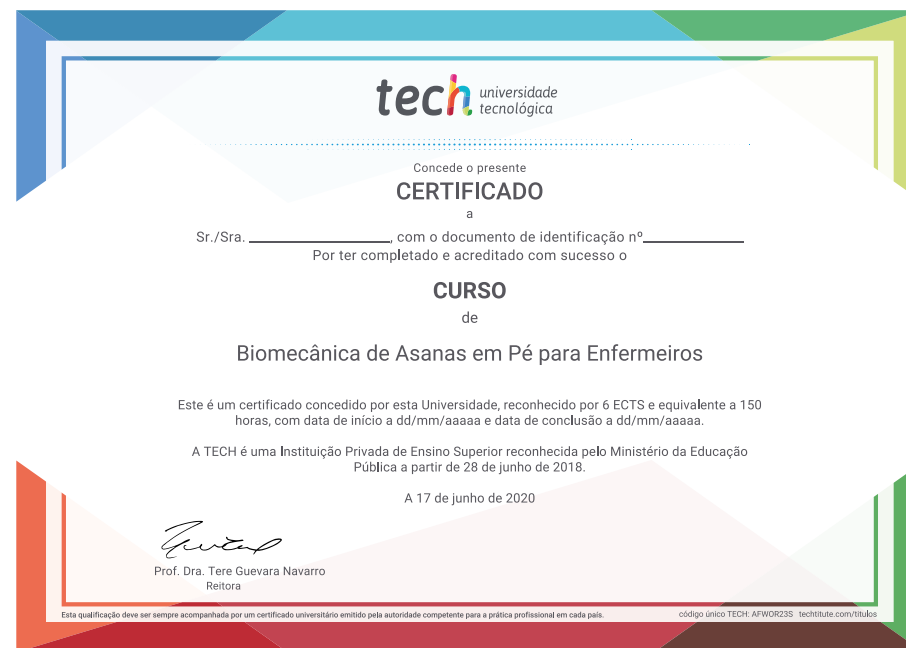 tech universidade
tecnológica
Concede o presente
CERTIFICADO
a
Sr./Sra. ____________________, com o documento de identificação nº______________
Por ter completado e acreditado com sucesso o
CURSO
de
Biomecânica de Asanas em Pé para Enfermeiros
Este é um certificado concedido por esta Universidade, reconhecido por 6 ECTS e equivalente a 150
horas, com data de início a dd/mm/aaaaa e data de conclusão a dd/mm/aaaaa.
A TECH é uma Instituição Privada de Ensino Superior reconhecida pelo Ministério da Educação
Pública a partir de 28 de junho de 2018.
A 17 de junho de 2020
Prof. Dra. Tere Guevara Navarro
Reitora
Esta qualificação deve ser sempre acompanhada por um certificado universitário emitido pela autoridade competente para a prática profissional em cada país.
código único TECH: AFWOR23S techtitute.com/titulos